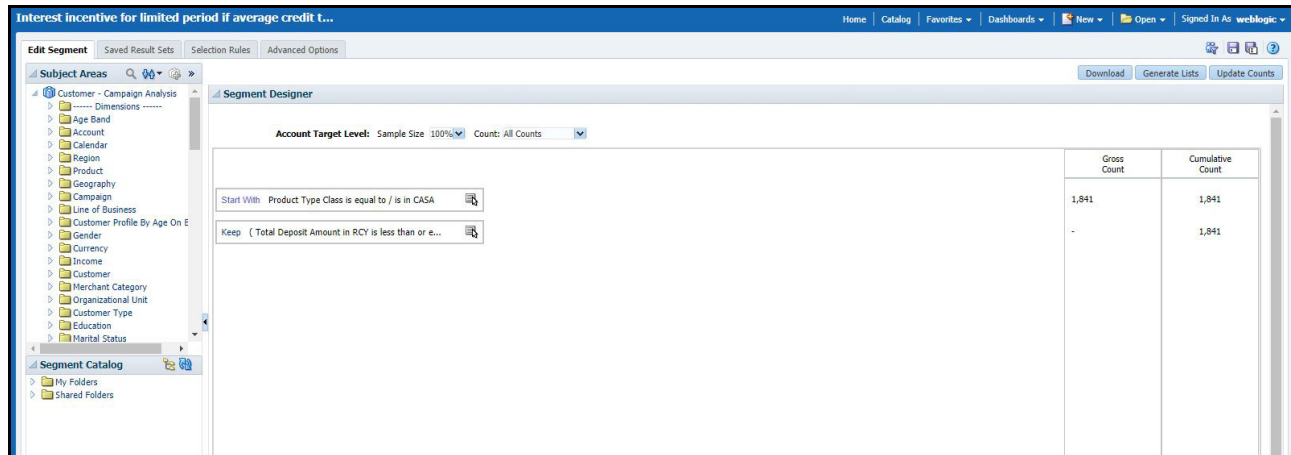 Interest incentive for limited period if average credit t...
Home Catalog Favorites Dashboards New Open Signed In As weblogic
Edit Segment Saved Result Sets Selection Rules Advanced Options
Subject Areas
Download Generate Lists Update Counts
Customer - Campaign Analysis
------ Dimensions ------
Age Band
Account
Calendar
Region
Product
Geography
Campaign
Line of Business
Customer Profile By Age On B
Gender
Currency
Income
Customer
Merchant Category
Organizational Unit
Customer Type
Education
Marital Status
Segment Catalog
My Folders
Shared Folders
Segment Designer
Account Target Level: Sample Size 100% Count: All Counts
Gross Count
Cumulative Count
Start With Product Type Class is equal to / is in CASA
1,841 1,841
Keep ( Total Deposit Amount in RCY is less than or e...
- 1,841